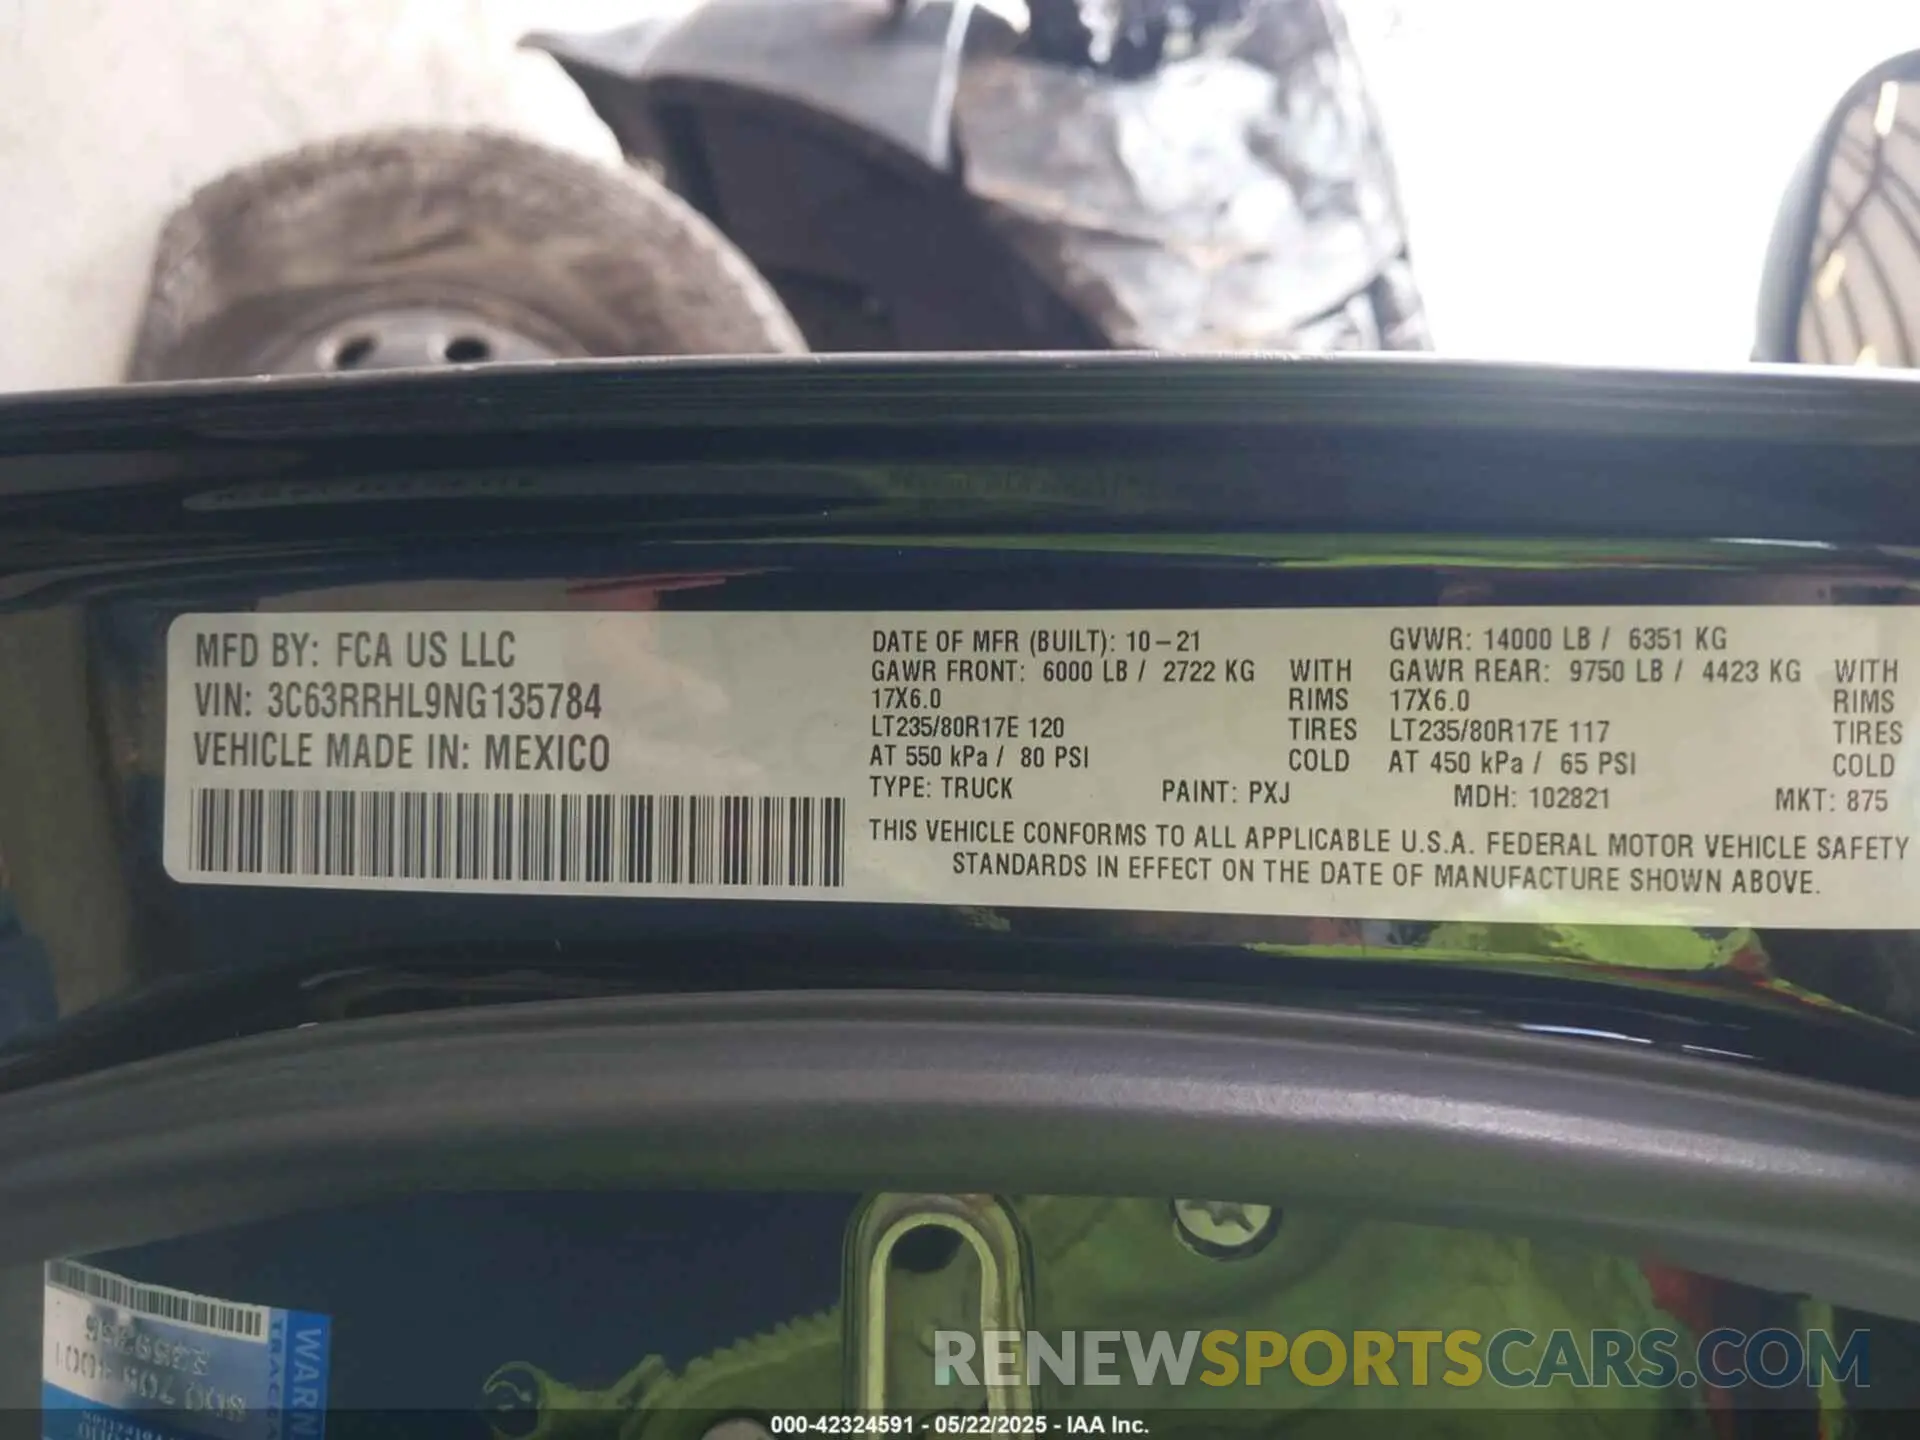 MFD BY: FCA US LLC
VIN: 3C63RRHL9NG135784
VEHICLE MADE IN: MEXICO
DATE OF MFR (BUILT): 10-21
GAWR FRONT: 6000 LB / 2722 KG WITH
17X6.0 RIMS
LT235/80R17E 120 TIRES
AT 550 kPa / 80 PSI COLD
GVWR: 14000 LB / 6351 KG
GAWR REAR: 9750 LB / 4423 KG WITH
17X6.0 RIMS
LT235/80R17E 117 TIRES
AT 450 kPa / 65 PSI COLD
TYPE: TRUCK PAINT: PXJ MDH: 102821 MKT: 875
THIS VEHICLE CONFORMS TO ALL APPLICABLE U.S.A. FEDERAL MOTOR VEHICLE SAFETY
STANDARDS IN EFFECT ON THE DATE OF MANUFACTURE SHOWN ABOVE.
WARN
RENEWSPORTSCARS.COM
000-42324591 - 05/22/2025 - IAA Inc.